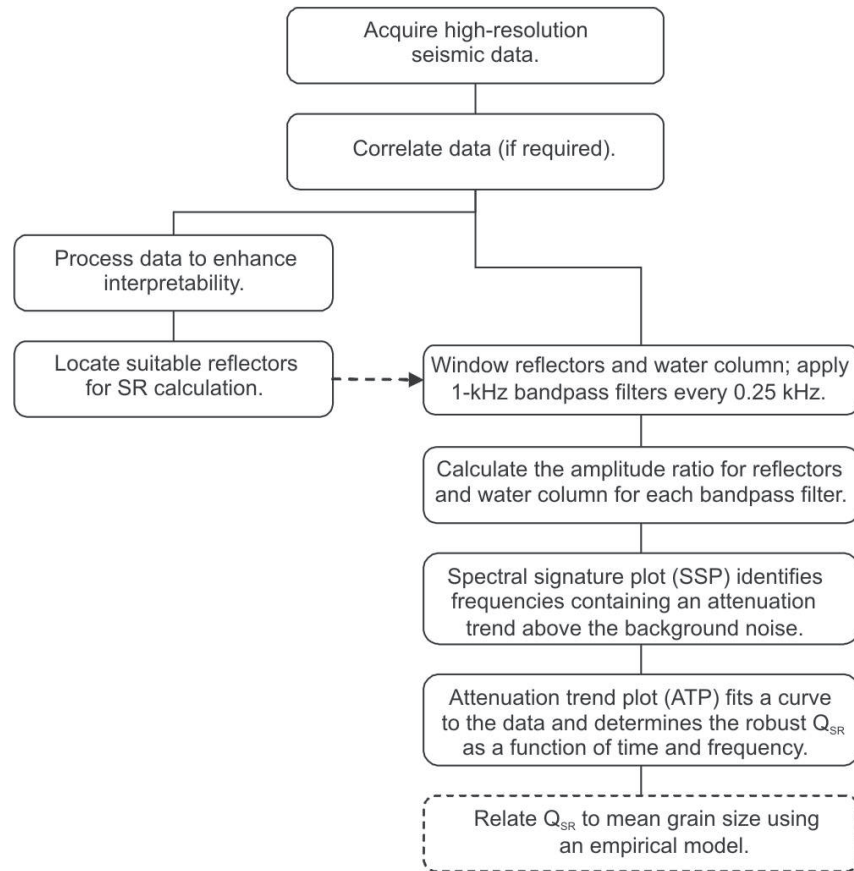 Acquire high-resolution
seismic data.
Correlate data (if required).
Process data to enhance
interpretability.
Locate suitable reflectors
for SR calculation.
Window reflectors and water column; apply
1-kHz bandpass filters every 0.25 kHz.
Calculate the amplitude ratio for reflectors
and water column for each bandpass filter.
Spectral signature plot (SSP) identifies
frequencies containing an attenuation
trend above the background noise.
Attenuation trend plot (ATP) fits a curve
to the data and determines the robust QSR
as a function of time and frequency.
Relate QSR to mean grain size using
an empirical model.